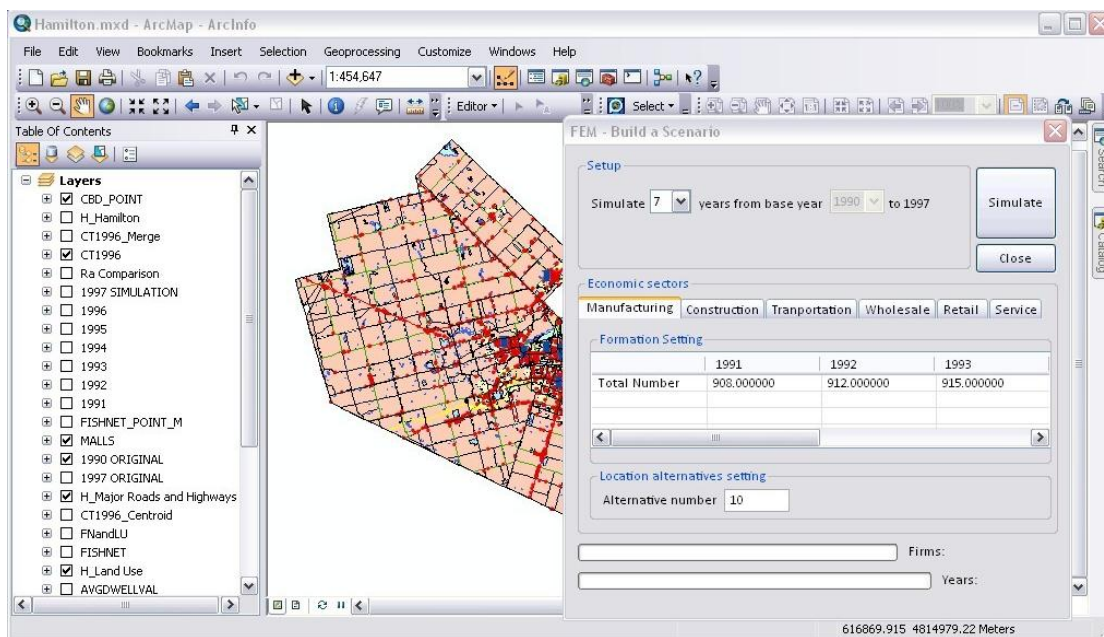 Hamilton.mxd - ArcMap - ArcInfo
File Edit View Bookmarks Insert Selection Geoprocessing Customize Windows Help
1:454,647
Editor Select
Table Of Contents
Layers
CBD_POINT
H_Hamilton
CT1996_Merge
CT1996
Ra Comparison
1997 SIMULATION
1996
1995
1994
1993
1992
1991
FISHNET_POINT_M
MALLS
1990 ORIGINAL
1997 ORIGINAL
H_Major Roads and Highways
CT1996_Centroid
FNandLU
FISHNET
H_Land Use
AVGDWELLVAL
FEM - Build a Scenario
Setup
Simulate 7 years from base year 1990 to 1997
Simulate
Close
Economic sectors
Manufacturing Construction Tranportation Wholesale Retail Service
Formation Setting
1991 1992 1993
Total Number 908.000000 912.000000 915.000000
Location alternatives setting
Alternative number 10
Firms:
Years:
Search
Catalog
616869.915 4814979.22 Meters